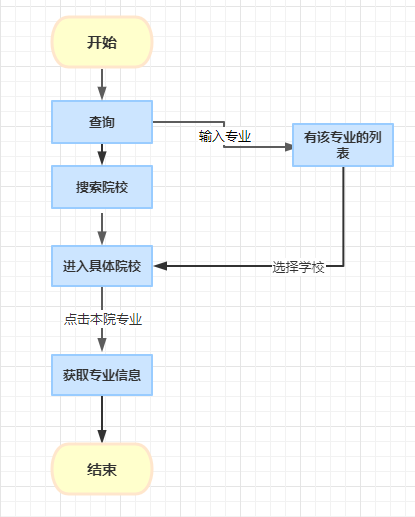 开始
查询
输入专业
有该专业的列
表
搜索院校
进入具体院校
选择学校
点击本院专业
获取专业信息
结束